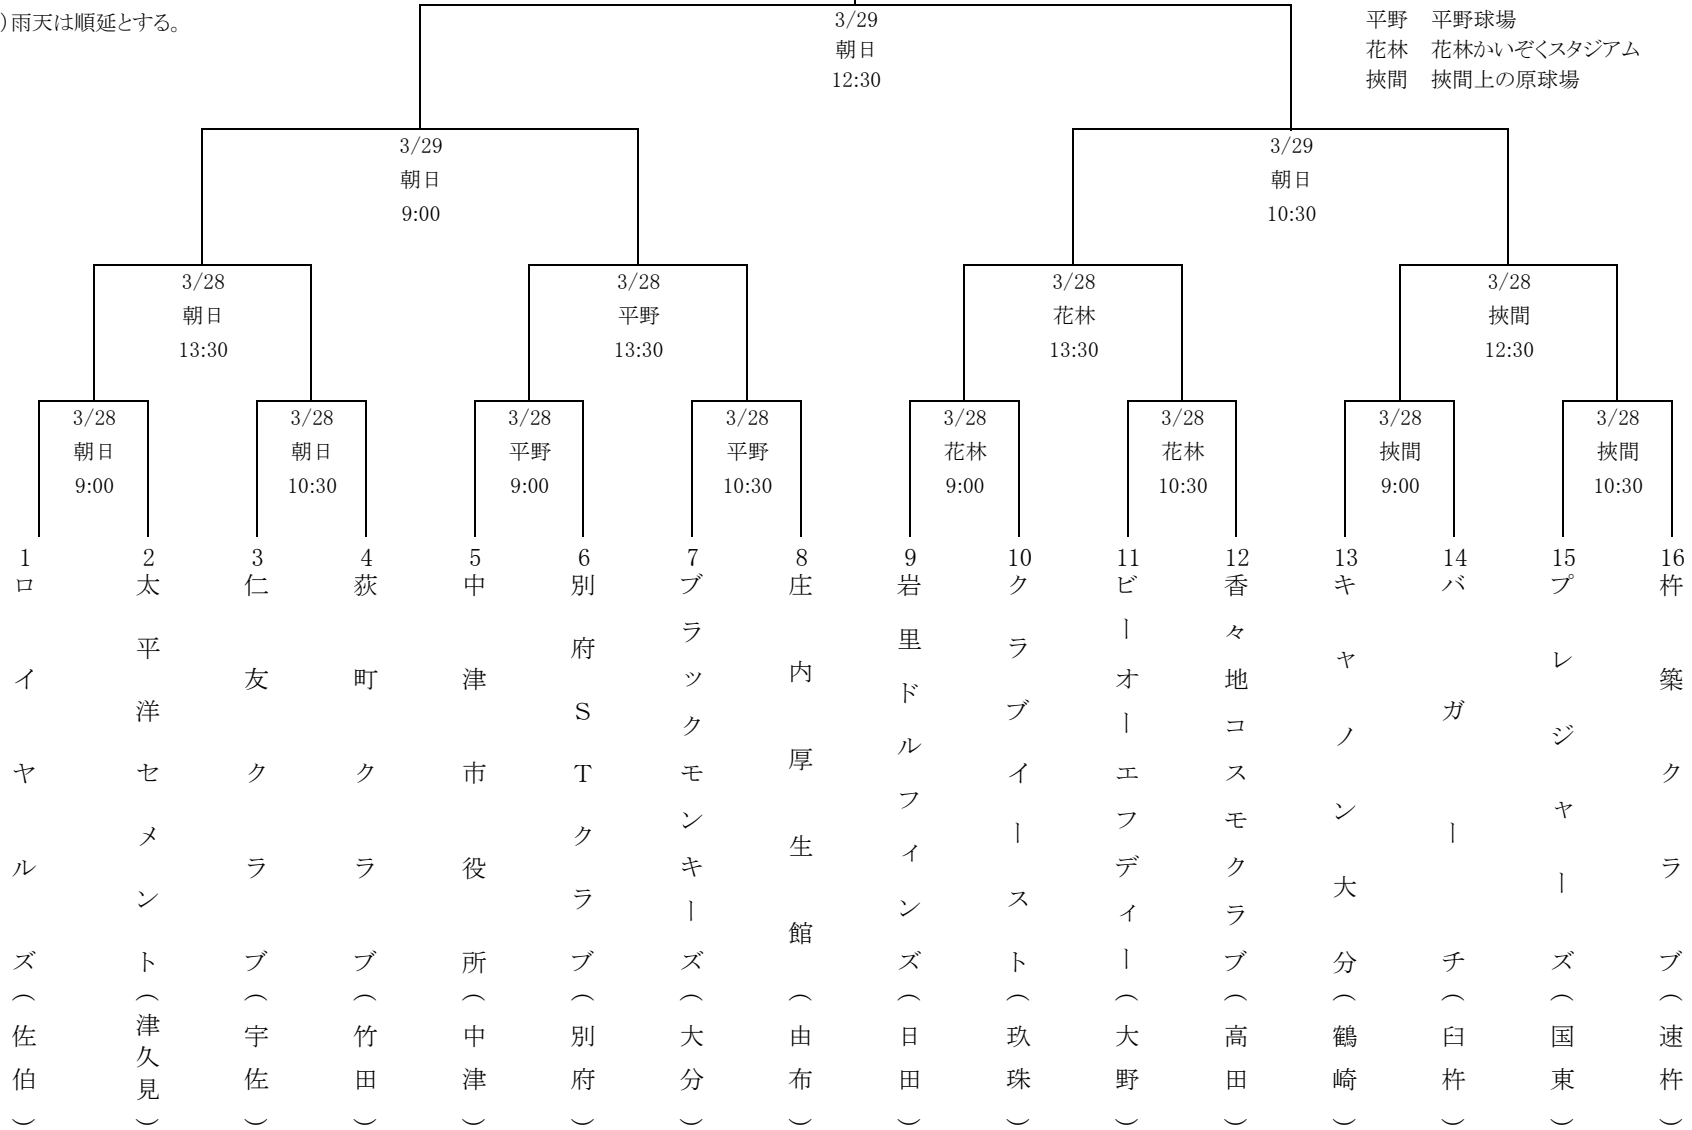 )雨天は順延とする。
3/29
朝日
12:30
平野 平野球場
花林 花林かいぞくスタジアム
挾間 挾間上の原球場
3/29
朝日
9:00
3/29
朝日
10:30
3/28
朝日
13:30
3/28
平野
13:30
3/28
花林
13:30
3/28
挾間
12:30
3/28
朝日
9:00
3/28
朝日
10:30
3/28
平野
9:00
3/28
平野
10:30
3/28
花林
9:00
3/28
花林
10:30
3/28
挾間
9:00
3/28
挾間
10:30
1
ロイヤルズ(佐伯)
2
太平洋セメント(津久見)
3
仁友クラブ(宇佐)
4
荻町クラブ(竹田)
5
中津市役所(中津)
6
別府STクラブ(別府)
7
ブラックモンキーズ(大分)
8
庄内厚生館(由布)
9
岩里ドルフィンズ(日田)
10
クラブイースト(玖珠)
11
ビーオーエフディー(大野)
12
香々地コスモクラブ(高田)
13
キャノン大分(鶴崎)
14
バガーチ(臼杵)
15
プレジャーズ(国東)
16
杵築クラブ(速杵)